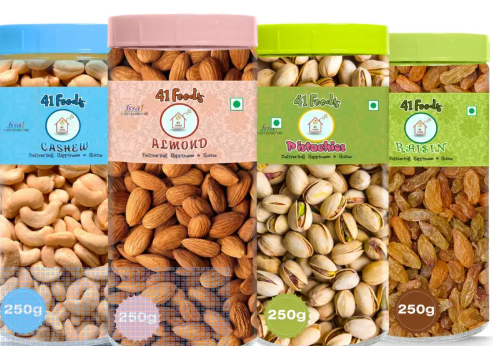 41 Foods
CASHEW
Delivering Happiness @ Home
250g
41 Foods
ALMOND
Delivering Happiness @ Home
250g
41 Foods
Pistachios
Delivering Happiness @ Home
250g
41 Foods
RAISIN
Delivering Happiness @ Home
250g